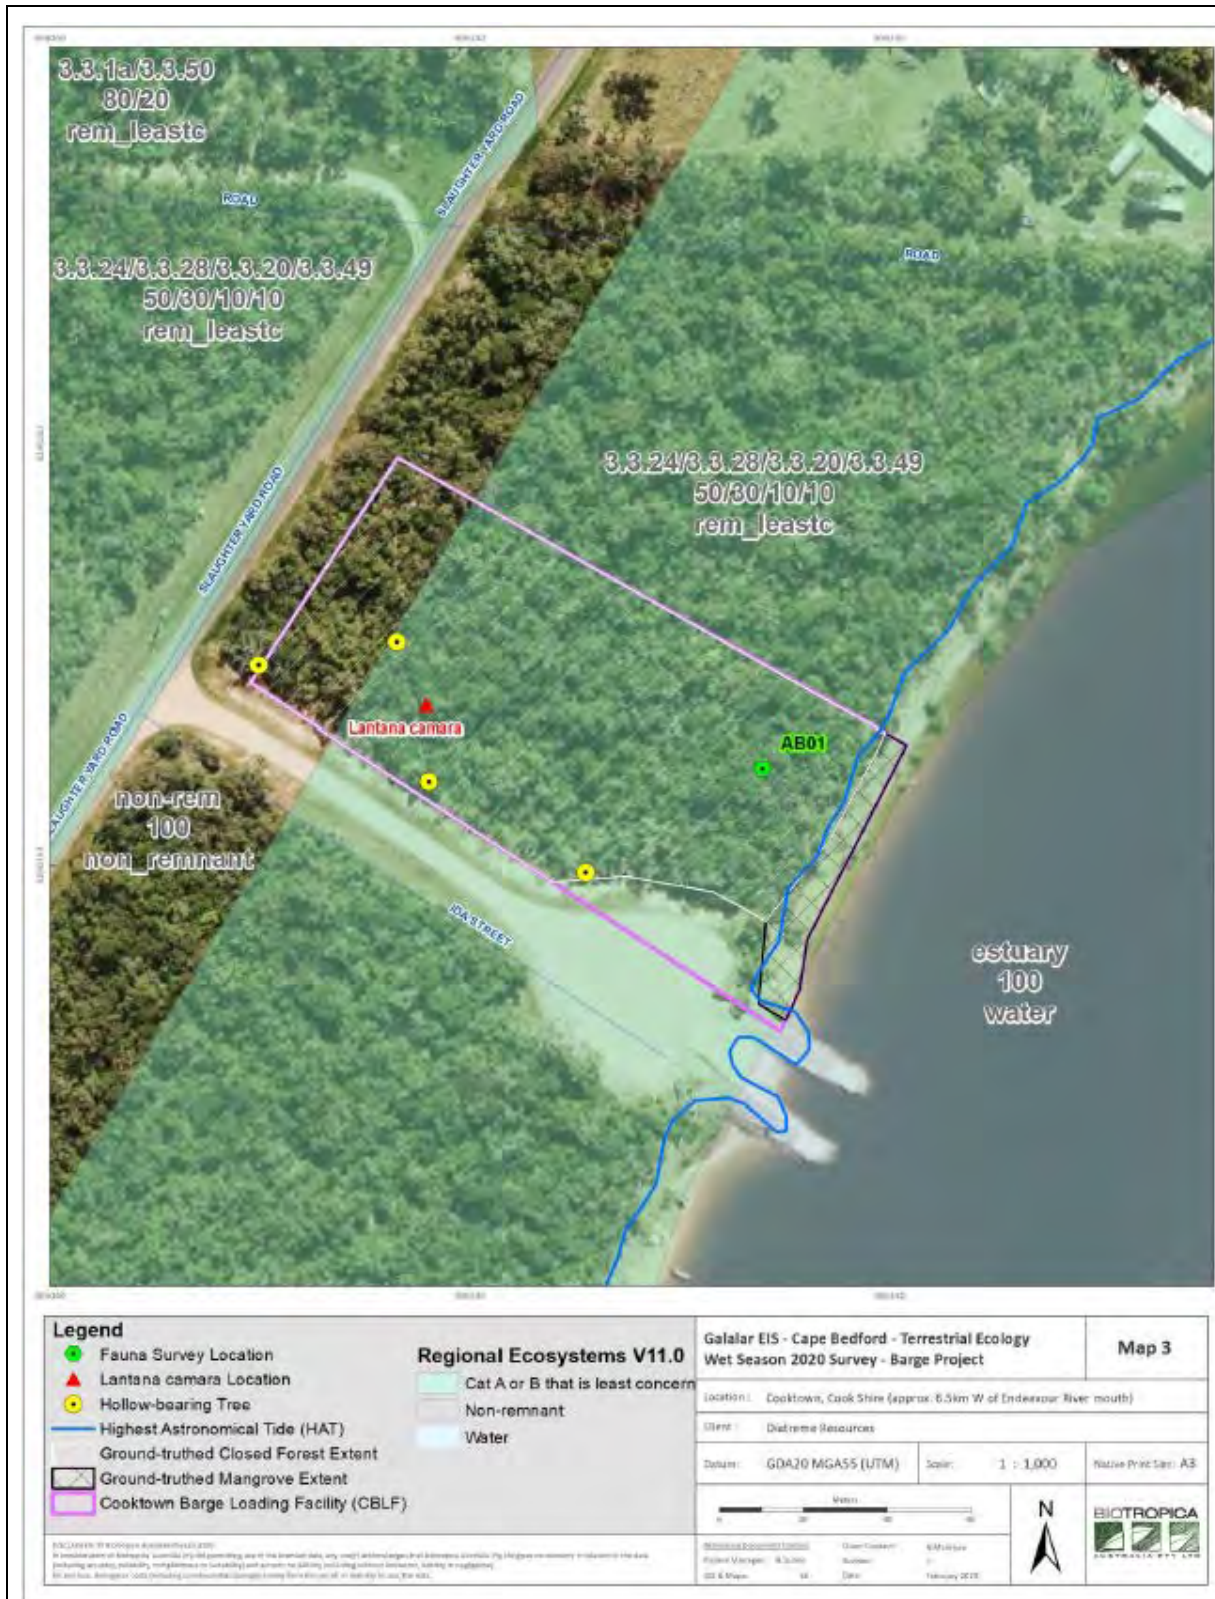 3.3.1a/3.3.50
80/20
rem_leastc
SLAUGHTER YARD ROAD
ROAD
ROAD
3.3.24/3.3.28/3.3.20/3.3.49
50/30/10/10
rem_leastc
3.3.24/3.3.28/3.3.20/3.3.49
50/30/10/10
rem_leastc
SLAUGHTER YARD ROAD
Lantana camara
AB01
SLAUGHTER YARD ROAD
non-rem
100
non_remnant
IDA STREET
estuary
100
water
Legend
Fauna Survey Location
Lantana camara Location
Hollow-bearing Tree
Highest Astronomical Tide (HAT)
Ground-truthed Closed Forest Extent
Ground-truthed Mangrove Extent
Cooktown Barge Loading Facility (CBLF)
Regional Ecosystems V11.0
Cat A or B that is least concern
Non-remnant
Water
Galalar EIS - Cape Bedford - Terrestrial Ecology
Wet Season 2020 Survey - Barge Project
Map 3
Location: Cooktown, Cook Shire (approx. 6.5km W of Endeavour River mouth)
Client: Diatreme Resources
Datum: GDA20 MGA55 (UTM)
Scale: 1 : 1,000
Native Print Size: A3
Meters
N
BIOTROPICA
AUSTRALIA PTY LTD